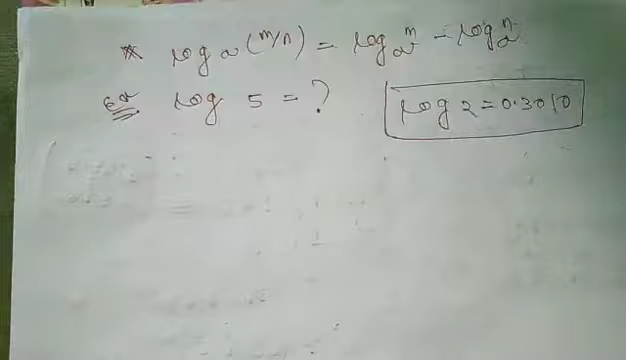 * log a (m/n) = log a m - log a n
Ex log 5 = ? log 2 = 0.3010